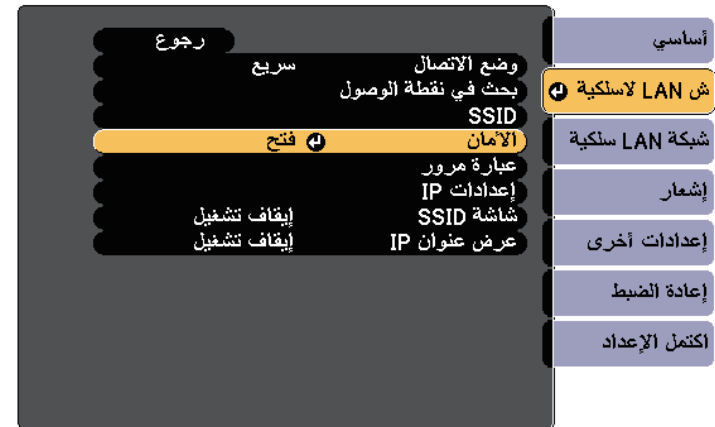 أساسي
ش LAN لاسلكية
شبكة LAN سلكية
إشعار
إعدادات أخرى
إعادة الضبط
اكتمل الإعداد
رجوع
وضع الاتصال سريع
بحث في نقطة الوصول
SSID
الأمان فتح
عبارة مرور
إعدادات IP
شاشة SSID إيقاف تشغيل
عرض عنوان IP إيقاف تشغيل